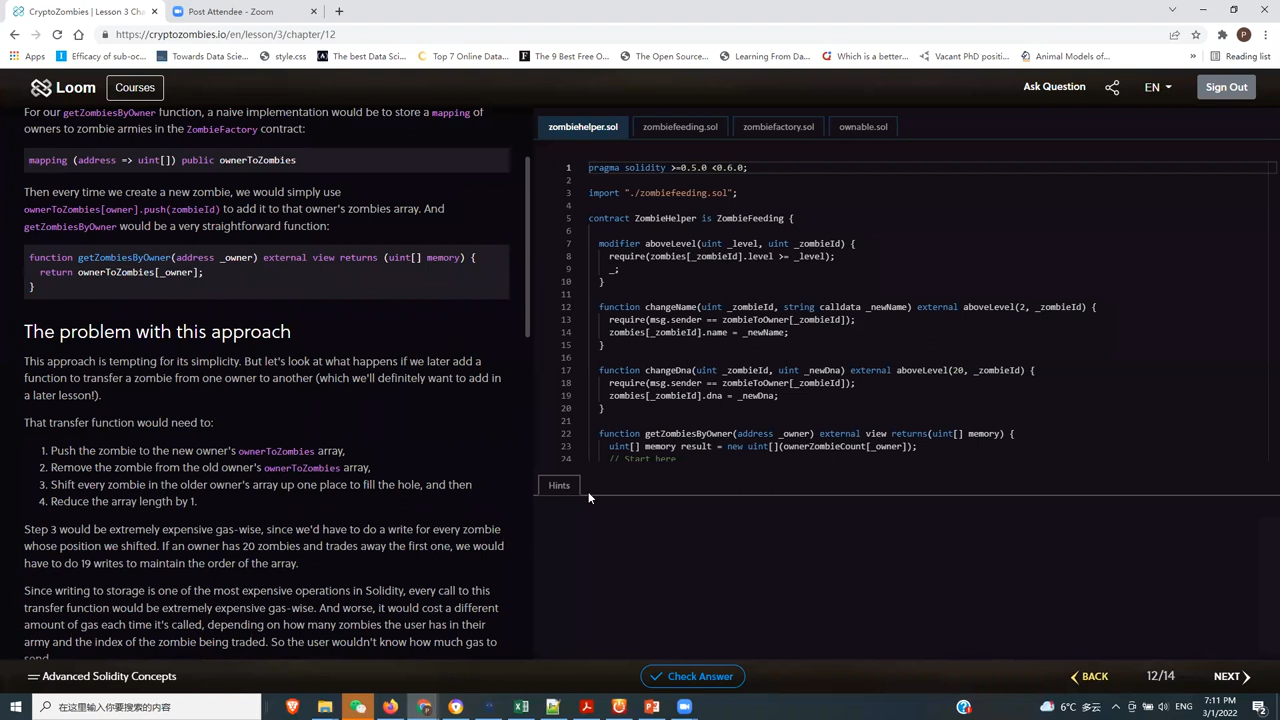 CryptoZombies | Lesson 3 Cha
Post Attendee - Zoom
https://cryptozombies.io/en/lesson/3/chapter/12
P
Apps
Efficacy of sub-oc...
Towards Data Scie...
style.css
The best Data Sci...
Top 7 Online Data...
The 9 Best Free O...
The Open Source...
Learning From Da...
Which is a better...
Vacant PhD positi...
Animal Models of...
»
Reading list
Loom
Courses
Ask Question
EN
Sign Out
For our getZombiesByOwner function, a naive implementation would be to store a mapping of
owners to zombie armies in the ZombieFactory contract:
mapping (address => uint[]) public ownerToZombies
Then every time we create a new zombie, we would simply use
ownerToZombies[owner].push(zombieId) to add it to that owner's zombies array. And
getZombiesByOwner would be a very straightforward function:
function getZombiesByOwner(address _owner) external view returns (uint[] memory) {
return ownerToZombies[_owner];
}
The problem with this approach
This approach is tempting for its simplicity. But let's look at what happens if we later add a
function to transfer a zombie from one owner to another (which we'll definitely want to add in
a later lesson!).
That transfer function would need to:
1. Push the zombie to the new owner's ownerToZombies array,
2. Remove the zombie from the old owner's ownerToZombies array,
3. Shift every zombie in the older owner's array up one place to fill the hole, and then
4. Reduce the array length by 1.
Step 3 would be extremely expensive gas-wise, since we'd have to do a write for every zombie
whose position we shifted. If an owner has 20 zombies and trades away the first one, we would
have to do 19 writes to maintain the order of the array.
Since writing to storage is one of the most expensive operations in Solidity, every call to this
transfer function would be extremely expensive gas-wise. And worse, it would cost a different
amount of gas each time it's called, depending on how many zombies the user has in their
army and the index of the zombie being traded. So the user wouldn't know how much gas to
send.
zombiehelper.sol
zombiefeeding.sol
zombiefactory.sol
ownable.sol
1 pragma solidity >=0.5.0 <0.6.0;
2
3 import "./zombiefeeding.sol";
4
5 contract ZombieHelper is ZombieFeeding {
6
7 modifier aboveLevel(uint _level, uint _zombieId) {
8 require(zombies[_zombieId].level >= _level);
9 _;
10 }
11
12 function changeName(uint _zombieId, string calldata _newName) external aboveLevel(2, _zombieId) {
13 require(msg.sender == zombieToOwner[_zombieId]);
14 zombies[_zombieId].name = _newName;
15 }
16
17 function changeDna(uint _zombieId, uint _newDna) external aboveLevel(20, _zombieId) {
18 require(msg.sender == zombieToOwner[_zombieId]);
19 zombies[_zombieId].dna = _newDna;
20 }
21
22 function getZombiesByOwner(address _owner) external view returns(uint[] memory) {
23 uint[] memory result = new uint[](ownerZombieCount[_owner]);
24 // Start here
Hints
Advanced Solidity Concepts
Check Answer
BACK
12/14
NEXT
在这里输入你要搜索的内容
6°C 多云
ENG
7:11 PM
3/1/2022